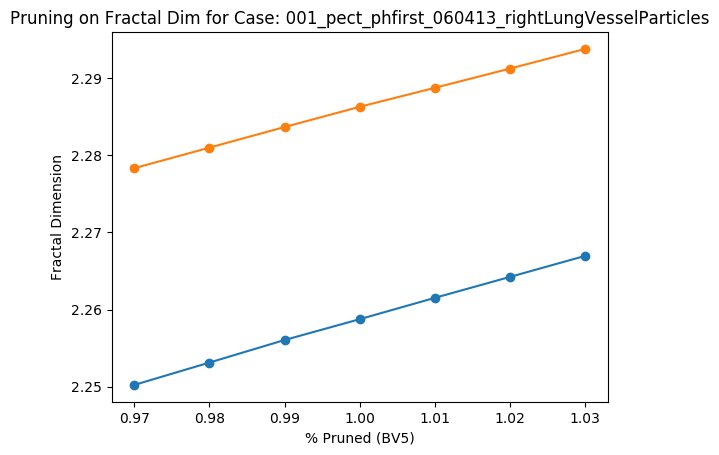 Pruning on Fractal Dim for Case: 001_pect_phfirst_060413_rightLungVesselParticles
2.29
2.28
2.27
2.26
2.25
Fractal Dimension
0.97 0.98 0.99 1.00 1.01 1.02 1.03
% Pruned (BV5)